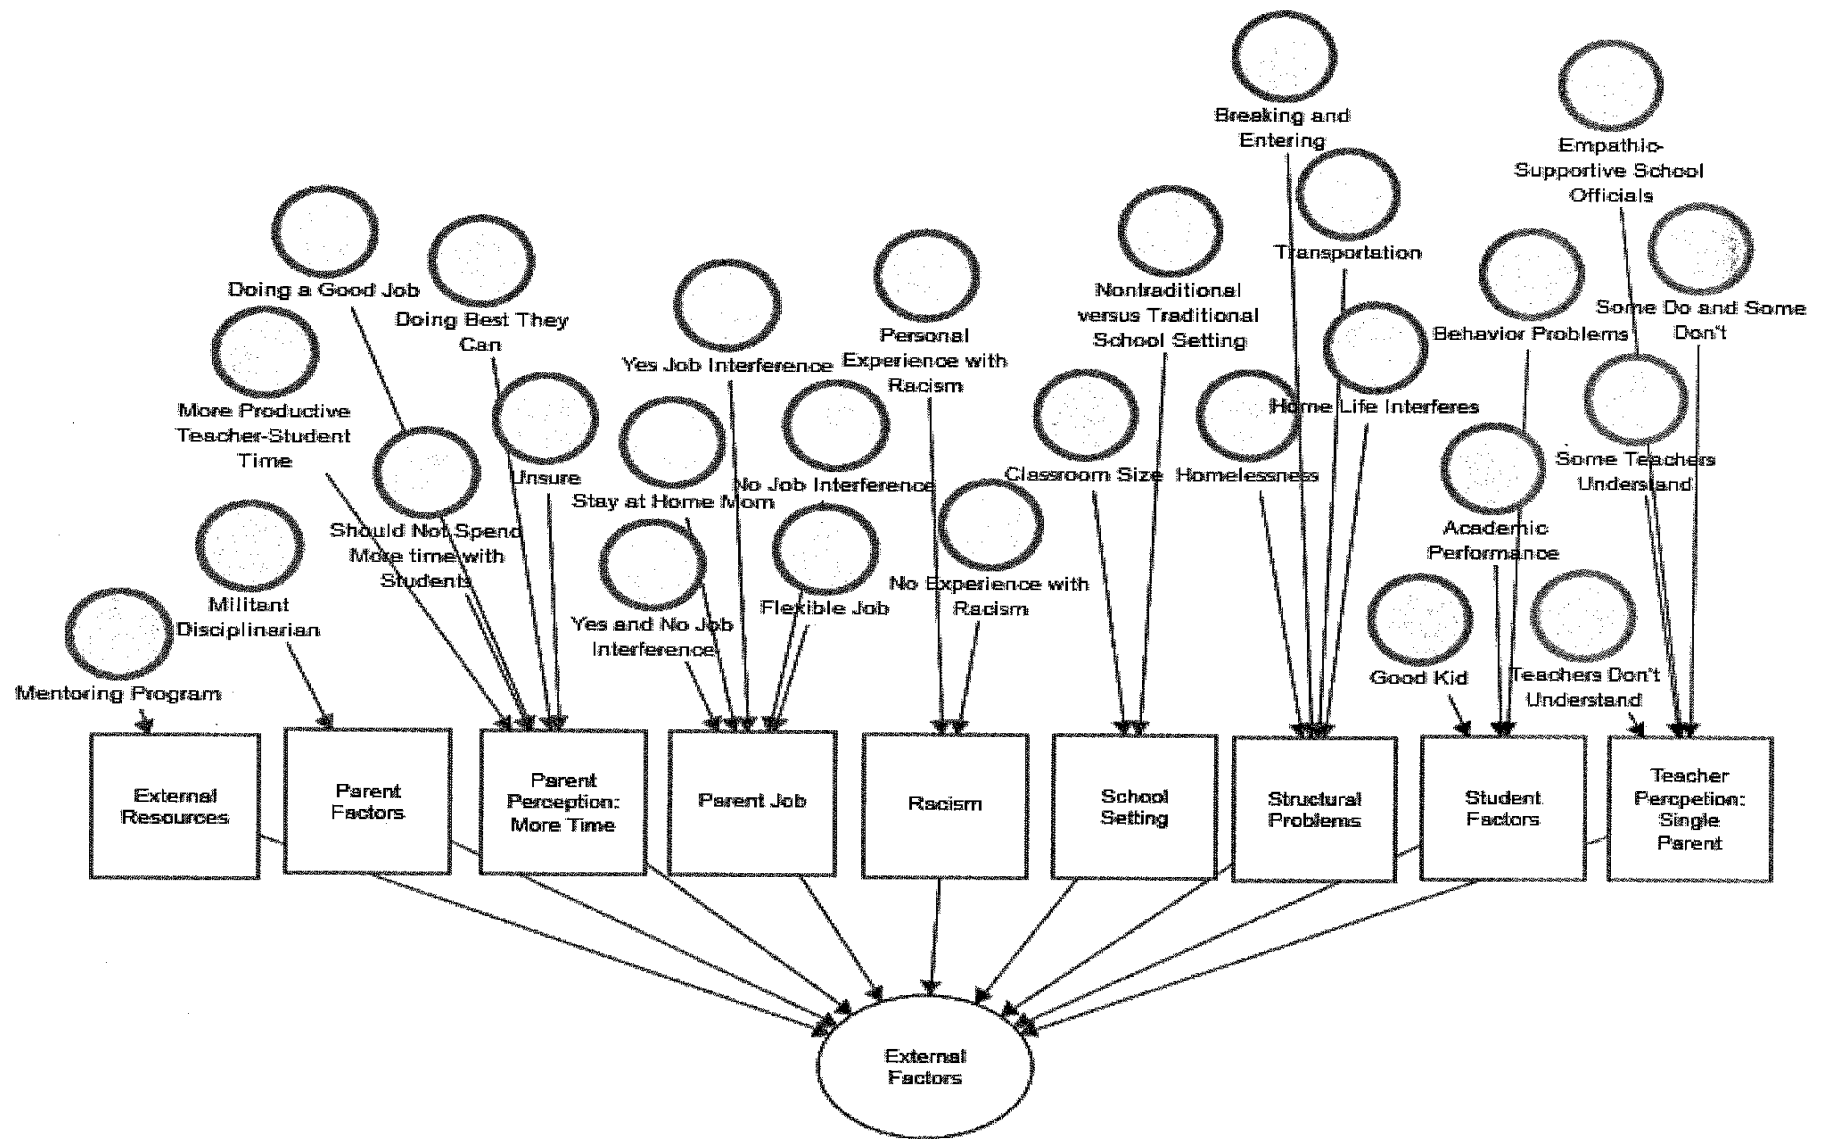 Breaking and
Entering
Empathic-
Supportive School
Officials
Transportation
Doing a Good Job
Doing Best They
Can
Nontraditional
versus Traditional
School Setting
Some Do and Some
Don't
Behavior Problems
Personal
Experience with
Racism
Yes Job Interference
More Productive
Teacher-Student
Time
Home Life Interferes
Unsure
Stay at Home Mom
No Job Interference
Classroom Size
Homelessness
Some Teachers
Understand
Should Not Spend
More time with
Students
Academic
Performance
Militant
Disciplinarian
Yes and No Job
Interference
Flexible Job
No Experience with
Racism
Good Kid
Teachers Don't
Understand
Mentoring Program
External
Resources
Parent
Factors
Parent
Perception:
More Time
Parent Job
Racism
School
Setting
Structural
Problems
Student
Factors
Teacher
Percpetion:
Single
Parent
External
Factors